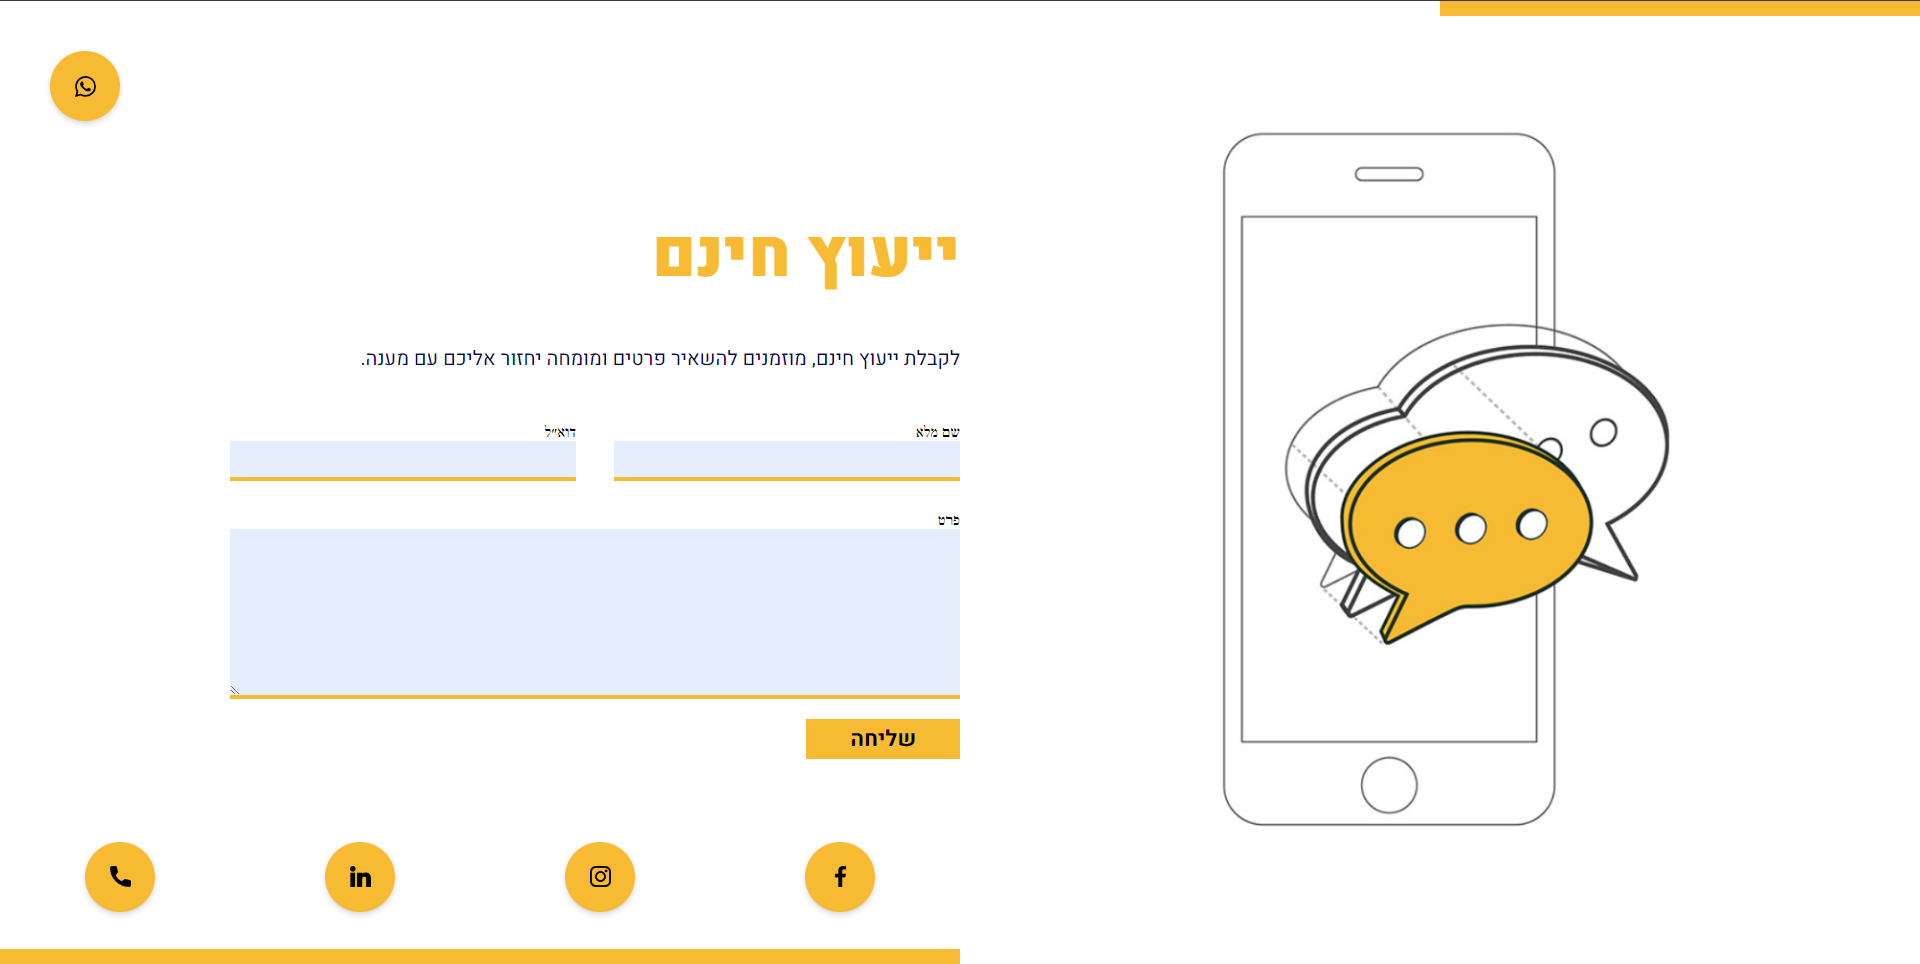 ייעוץ חינם
לקבלת ייעוץ חינם, מוזמנים להשאיר פרטים ומומחה יחזור אליכם עם מענה.
שם מלא
דוא״ל
פרט
שליחה